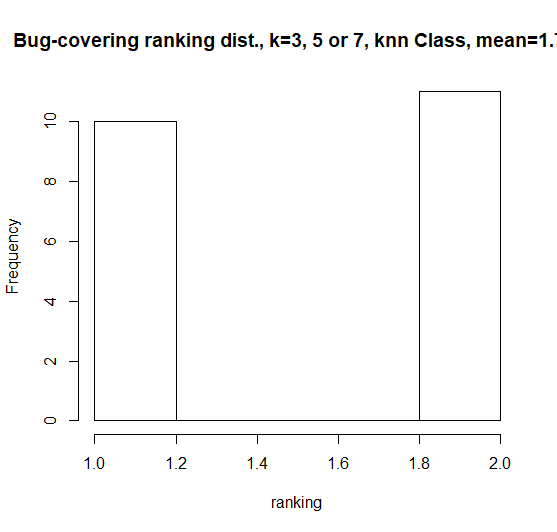 Bug-covering ranking dist., k=3, 5 or 7, knn Class, mean=1.
Frequency
10
8
6
4
2
0
1.0 1.2 1.4 1.6 1.8 2.0
ranking